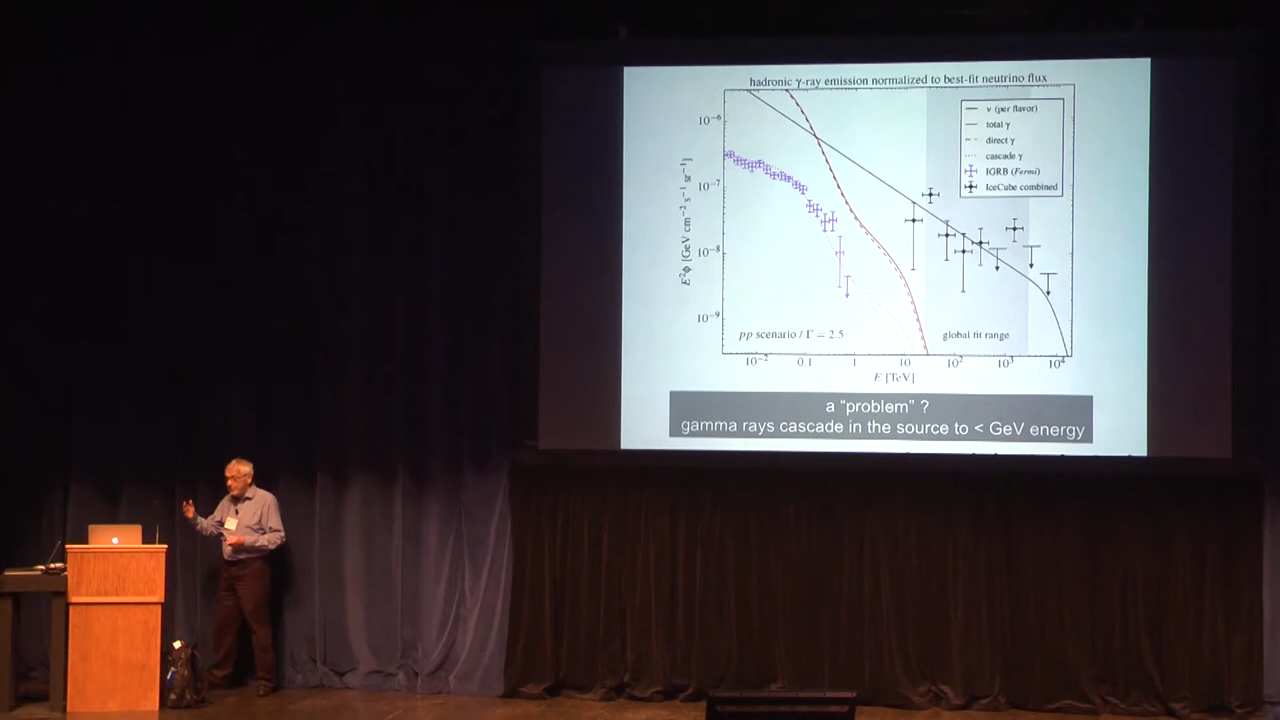 hadronic γ-ray emission normalized to best-fit neutrino flux
ν (per flavor)
total γ
direct γ
cascade γ
IGRB (Fermi)
IceCube combined
10⁻⁶
10⁻⁷
10⁻⁸
10⁻⁹
E²ϕ [GeV cm⁻² s⁻¹ sr⁻¹]
pp scenario / Γ = 2.5
global fit range
10⁻² 0.1 1 10 10² 10³ 10⁴
E [TeV]
a “problem” ?
gamma rays cascade in the source to < GeV energy